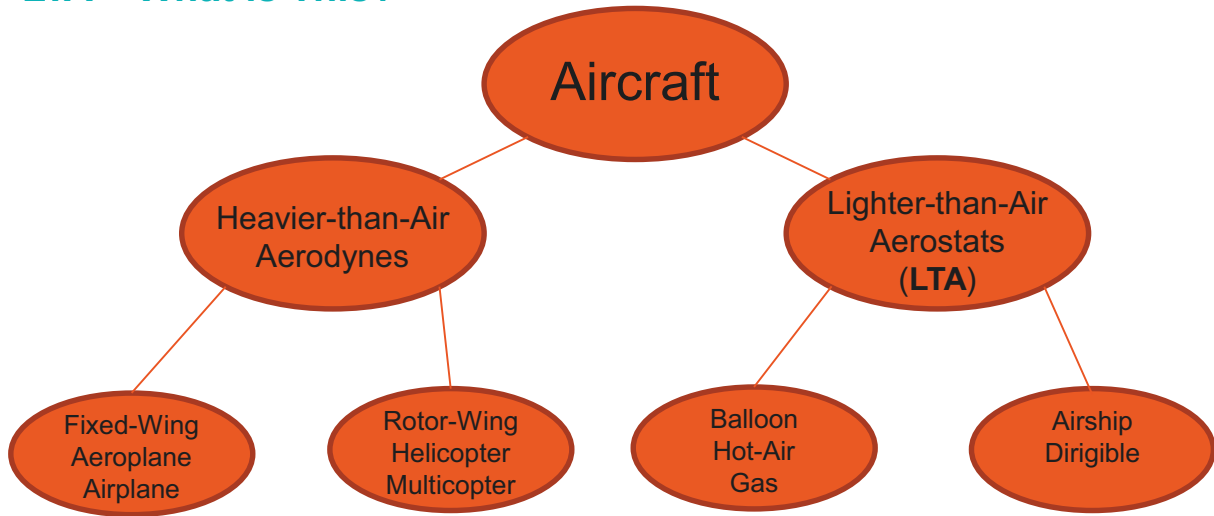 Aircraft
Heavier-than-Air
Aerodynes
Lighter-than-Air
Aerostats
(LTA)
Fixed-Wing
Aeroplane
Airplane
Rotor-Wing
Helicopter
Multicopter
Balloon
Hot-Air
Gas
Airship
Dirigible